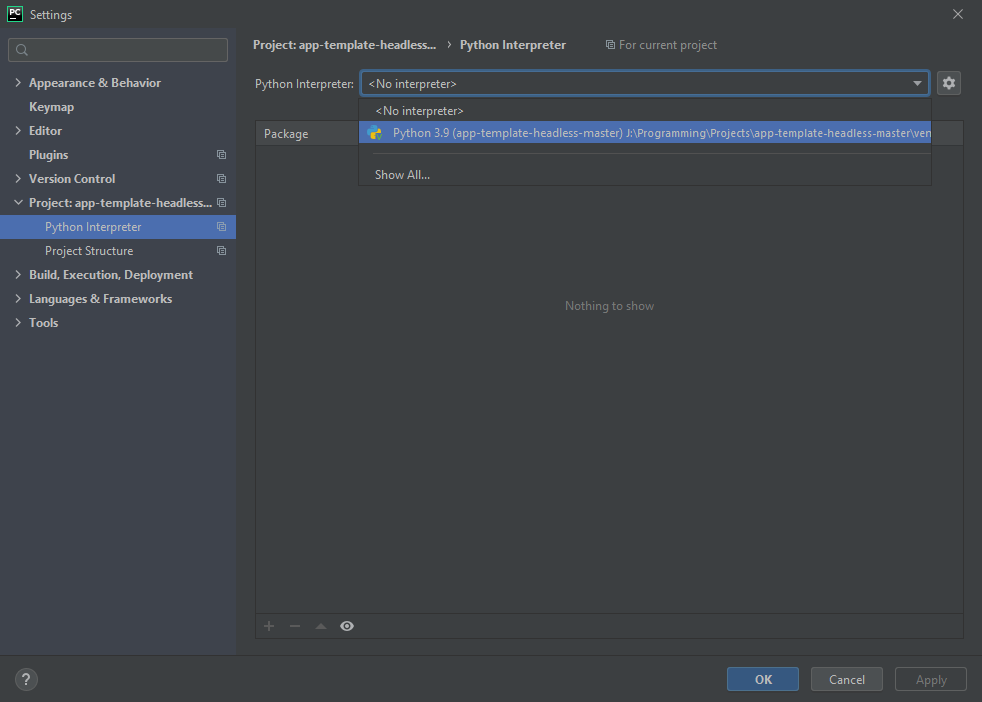 PC Settings
Project: app-template-headless... › Python Interpreter For current project
Python Interpreter: <No interpreter>
<No interpreter>
Python 3.9 (app-template-headless-master) J:\Programming\Projects\app-template-headless-master\ven
Show All...
Package
Nothing to show
Appearance & Behavior
Keymap
Editor
Plugins
Version Control
Project: app-template-headless...
Python Interpreter
Project Structure
Build, Execution, Deployment
Languages & Frameworks
Tools
?
OK
Cancel
Apply